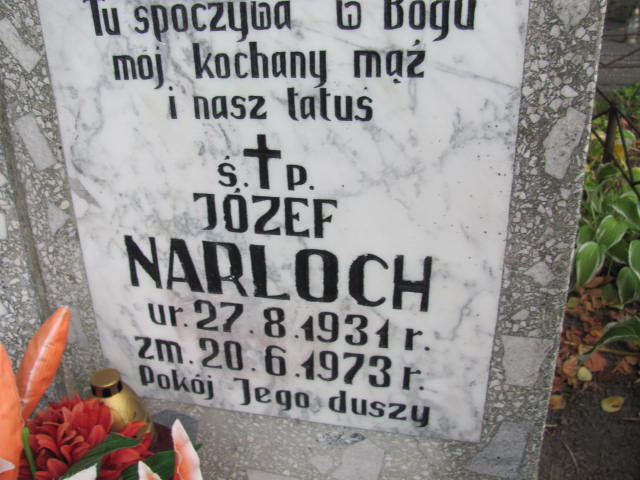 Tu spoczywa w Bogu
mój kochany mąż
i nasz tatuś
ś. p.
JÓZEF
NARLOCH
ur. 27.8.1931 r.
zm. 20.6.1973 r.
Pokój Jego duszy